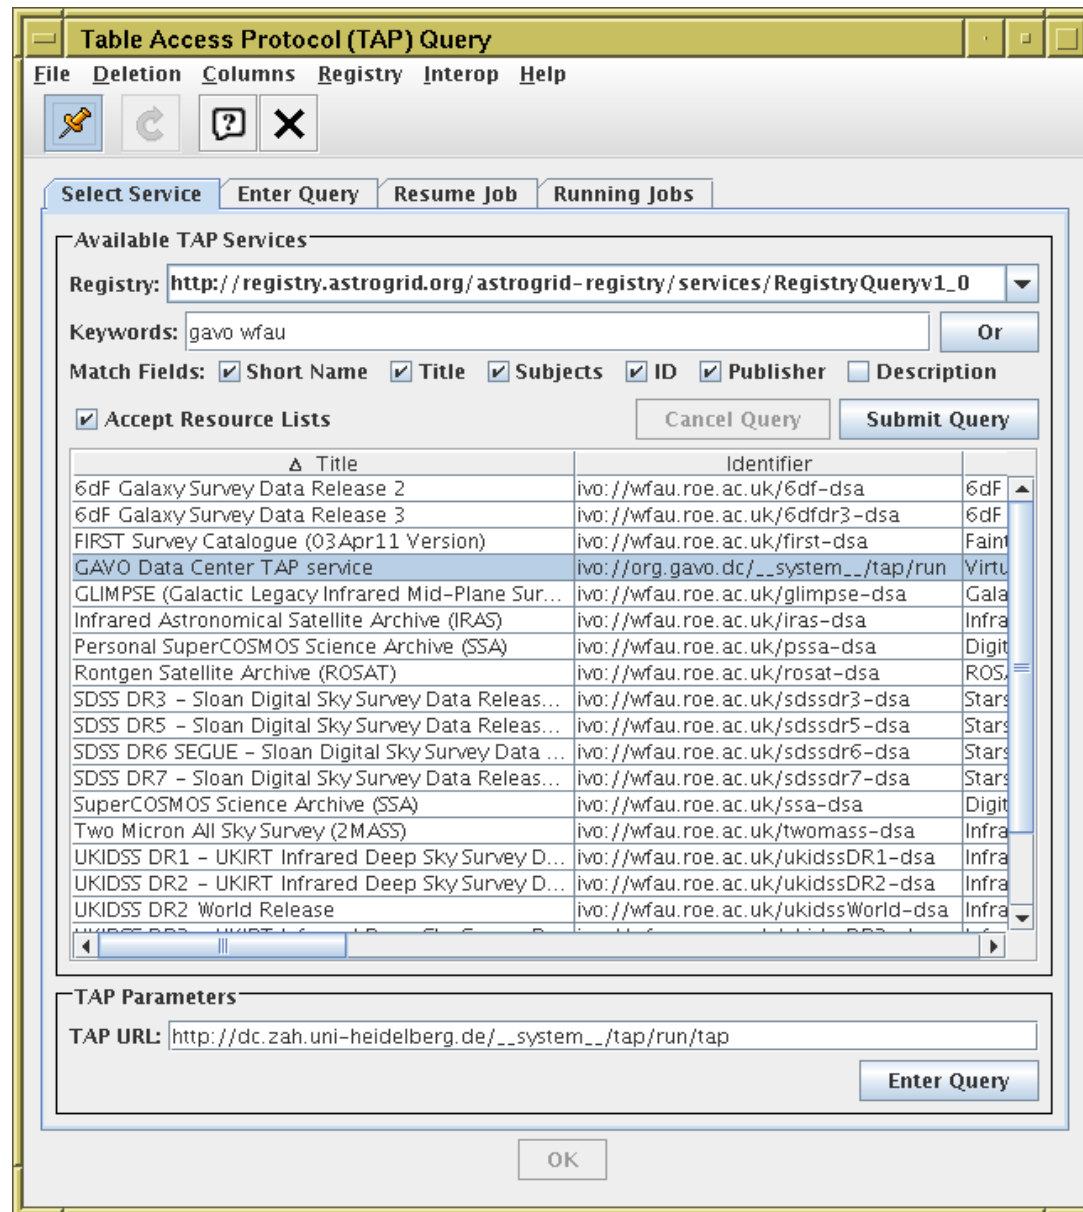 Table Access Protocol (TAP) Query
File Deletion Columns Registry Interop Help
Select Service Enter Query Resume Job Running Jobs
Available TAP Services
Registry: http://registry.astrogrid.org/astrogrid-registry/services/RegistryQueryv1_0
Keywords: gavo wfau Or
Match Fields: Short Name Title Subjects ID Publisher Description
Accept Resource Lists Cancel Query Submit Query
Title Identifier
6dF Galaxy Survey Data Release 2 ivo://wfau.roe.ac.uk/6df-dsa 6dF
6dF Galaxy Survey Data Release 3 ivo://wfau.roe.ac.uk/6dfdr3-dsa 6dF
FIRST Survey Catalogue (03Apr11 Version) ivo://wfau.roe.ac.uk/first-dsa Faint
GAVO Data Center TAP service ivo://org.gavo.dc/__system__/tap/run Virtu
GLIMPSE (Galactic Legacy Infrared Mid-Plane Sur... ivo://wfau.roe.ac.uk/glimpse-dsa Gala
Infrared Astronomical Satellite Archive (IRAS) ivo://wfau.roe.ac.uk/iras-dsa Infra
Personal SuperCOSMOS Science Archive (SSA) ivo://wfau.roe.ac.uk/pssa-dsa Digit
Rontgen Satellite Archive (ROSAT) ivo://wfau.roe.ac.uk/rosat-dsa ROS
SDSS DR3 - Sloan Digital Sky Survey Data Releas... ivo://wfau.roe.ac.uk/sdssdr3-dsa Stars
SDSS DR5 - Sloan Digital Sky Survey Data Releas... ivo://wfau.roe.ac.uk/sdssdr5-dsa Stars
SDSS DR6 SEGUE - Sloan Digital Sky Survey Data ... ivo://wfau.roe.ac.uk/sdssdr6-dsa Stars
SDSS DR7 - Sloan Digital Sky Survey Data Releas... ivo://wfau.roe.ac.uk/sdssdr7-dsa Stars
SuperCOSMOS Science Archive (SSA) ivo://wfau.roe.ac.uk/ssa-dsa Digit
Two Micron All Sky Survey (2MASS) ivo://wfau.roe.ac.uk/twomass-dsa Infra
UKIDSS DR1 - UKIRT Infrared Deep Sky Survey D... ivo://wfau.roe.ac.uk/ukidssDR1-dsa Infra
UKIDSS DR2 - UKIRT Infrared Deep Sky Survey D... ivo://wfau.roe.ac.uk/ukidssDR2-dsa Infra
UKIDSS DR2 World Release ivo://wfau.roe.ac.uk/ukidssWorld-dsa Infra
TAP Parameters
TAP URL: http://dc.zah.uni-heidelberg.de/__system__/tap/run/tap
Enter Query
OK